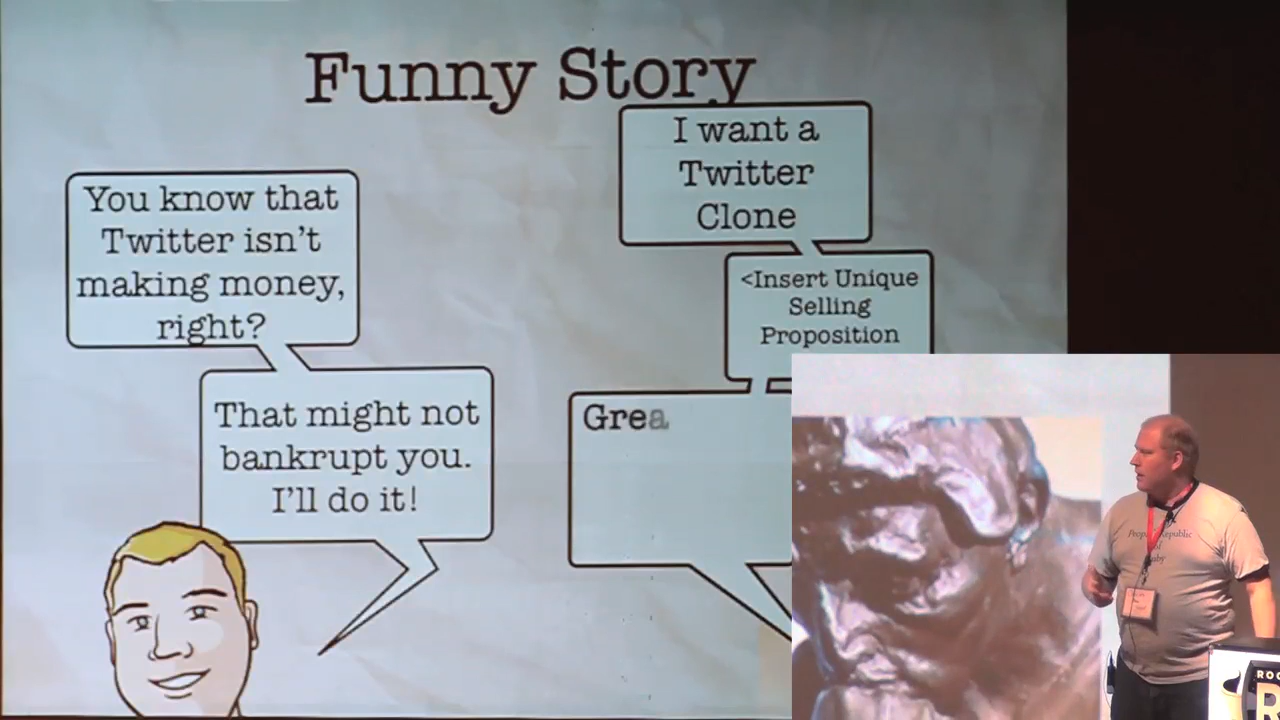 Funny Story
You know that
Twitter isn't
making money,
right?
That might not
bankrupt you.
I'll do it!
I want a
Twitter
Clone
<Insert Unique
Selling
Proposition
Grea